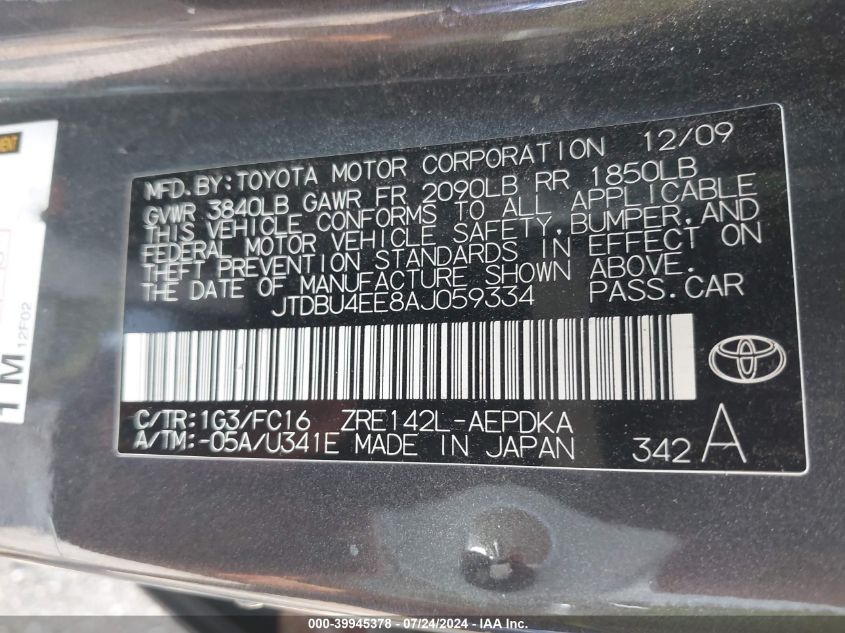 MFD.BY:TOYOTA MOTOR CORPORATION 12/09
GVWR 3840LB GAWR FR 2090LB RR 1850LB
THIS VEHICLE CONFORMS TO ALL APPLICABLE
FEDERAL MOTOR VEHICLE SAFETY,BUMPER,AND
THEFT PREVENTION STANDARDS IN EFFECT ON
THE DATE OF MANUFACTURE SHOWN ABOVE.
JTDBU4EE8AJ059334 PASS.CAR
C/TR:1G3/FC16 ZRE142L-AEPDKA
A/TM:-05A/U341E MADE IN JAPAN 342 A
1M
12F02
000-39945378 - 07/24/2024 - IAAI, Inc.